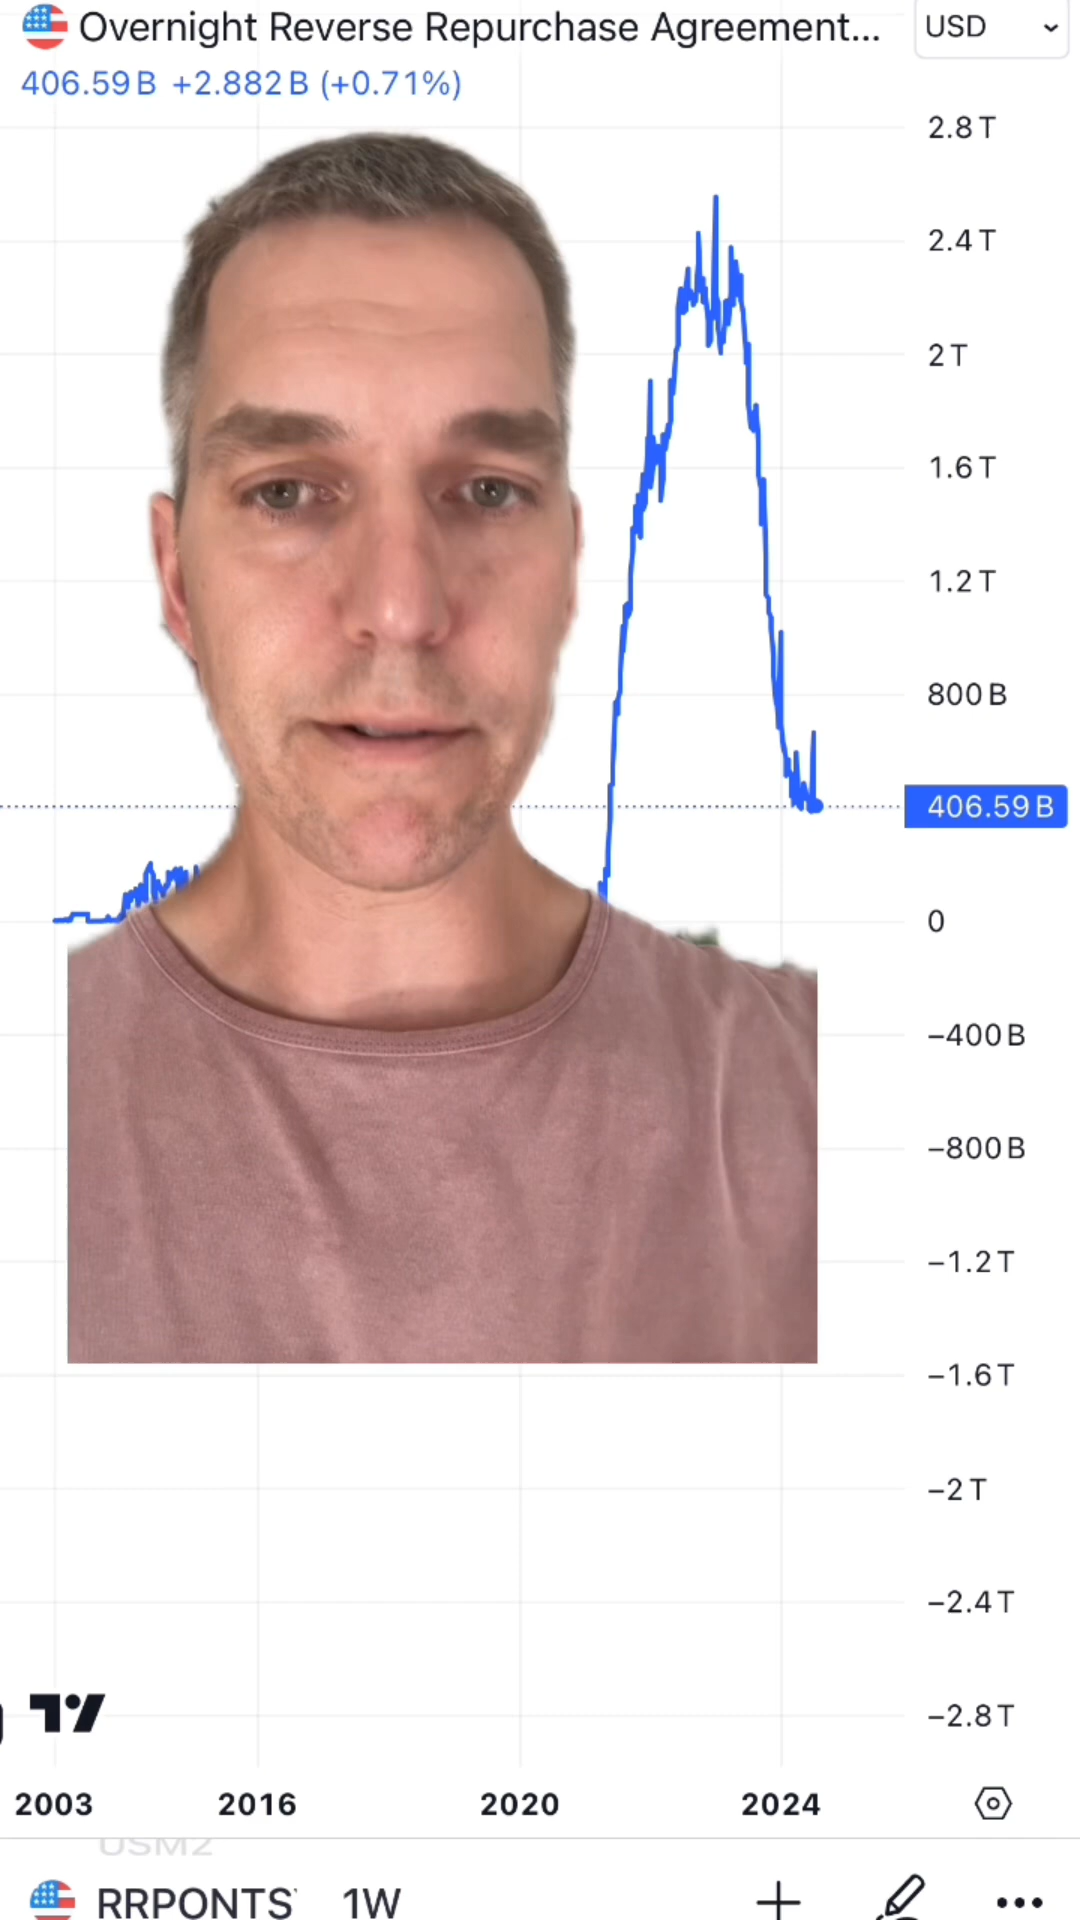 Overnight Reverse Repurchase Agreement...
USD
406.59 B +2.882 B (+0.71%)
2.8 T
2.4 T
2 T
1.6 T
1.2 T
800 B
406.59 B
0
−400 B
−800 B
−1.2 T
−1.6 T
−2 T
−2.4 T
−2.8 T
2003 2016 2020 2024
USM2
RRPONTS 1W